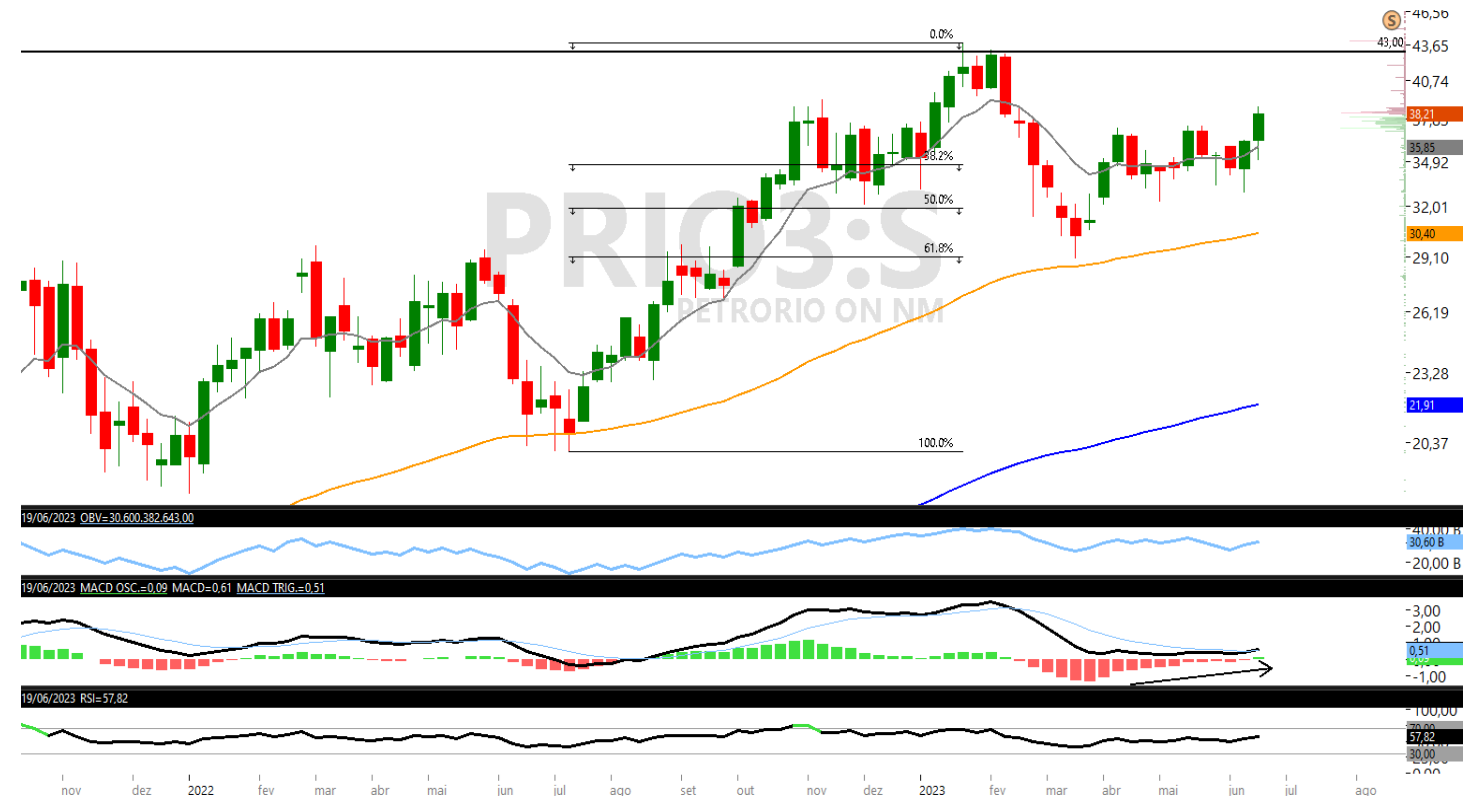 S
46,56
0.0%
43,00
43,65
40,74
38,21
37,83
35,85
38.2%
34,92
PRIO3:S
50.0%
32,01
30,40
61.8%
29,10
PETRORIO ON NM
26,19
23,28
21,91
100.0%
20,37
19/06/2023 OBV=30.600.382.643,00
40,00 B
30,60 B
20,00 B
19/06/2023 MACD OSC.=0,09 MACD=0,61 MACD TRIG.=0,51
3,00
2,00
0,51
-1,00
19/06/2023 RSI=57,82
100,00
70,00
57,82
30,00
nov dez 2022 fev mar abr mai jun jul ago set out nov dez 2023 fev mar abr mai jun jul ago